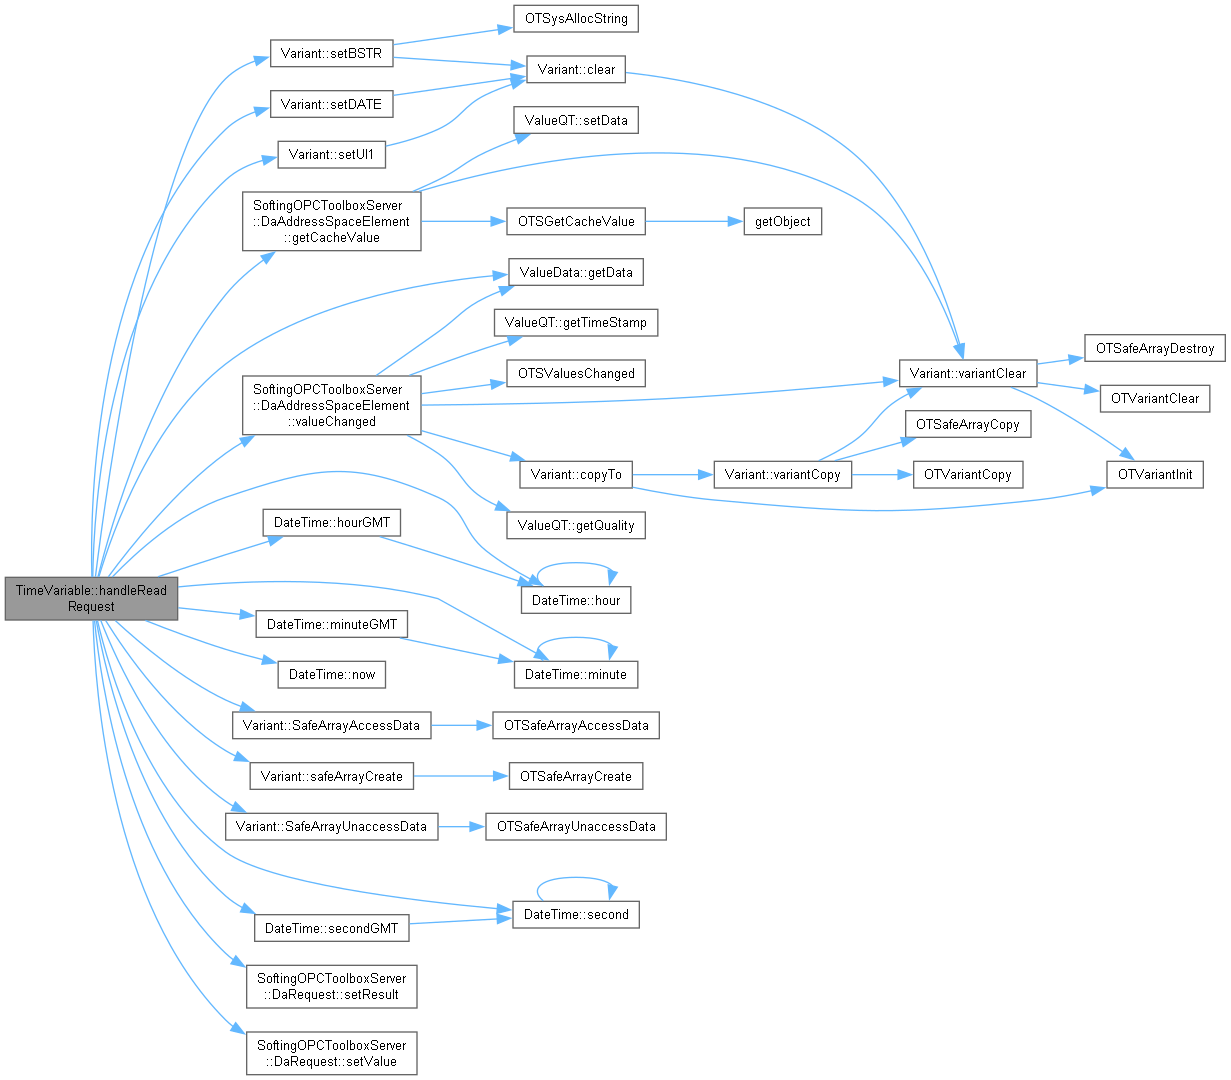 OTSysAllocString
Variant::setBSTR
Variant::clear
Variant::setDATE
ValueQT::setData
Variant::setUI1
SoftingOPCToolboxServer
::DaAddressSpaceElement
::getCacheValue
OTSGetCacheValue
getObject
ValueData::getData
ValueQT::getTimeStamp
OTSafeArrayDestroy
OTSValuesChanged
Variant::variantClear
SoftingOPCToolboxServer
::DaAddressSpaceElement
::valueChanged
OTVariantClear
OTSafeArrayCopy
Variant::copyTo
Variant::variantCopy
OTVariantCopy
OTVariantInit
DateTime::hourGMT
ValueQT::getQuality
TimeVariable::handleRead
Request
DateTime::hour
DateTime::minuteGMT
DateTime::now
DateTime::minute
Variant::SafeArrayAccessData
OTSafeArrayAccessData
Variant::safeArrayCreate
OTSafeArrayCreate
Variant::SafeArrayUnaccessData
OTSafeArrayUnaccessData
DateTime::second
DateTime::secondGMT
SoftingOPCToolboxServer
::DaRequest::setResult
SoftingOPCToolboxServer
::DaRequest::setValue